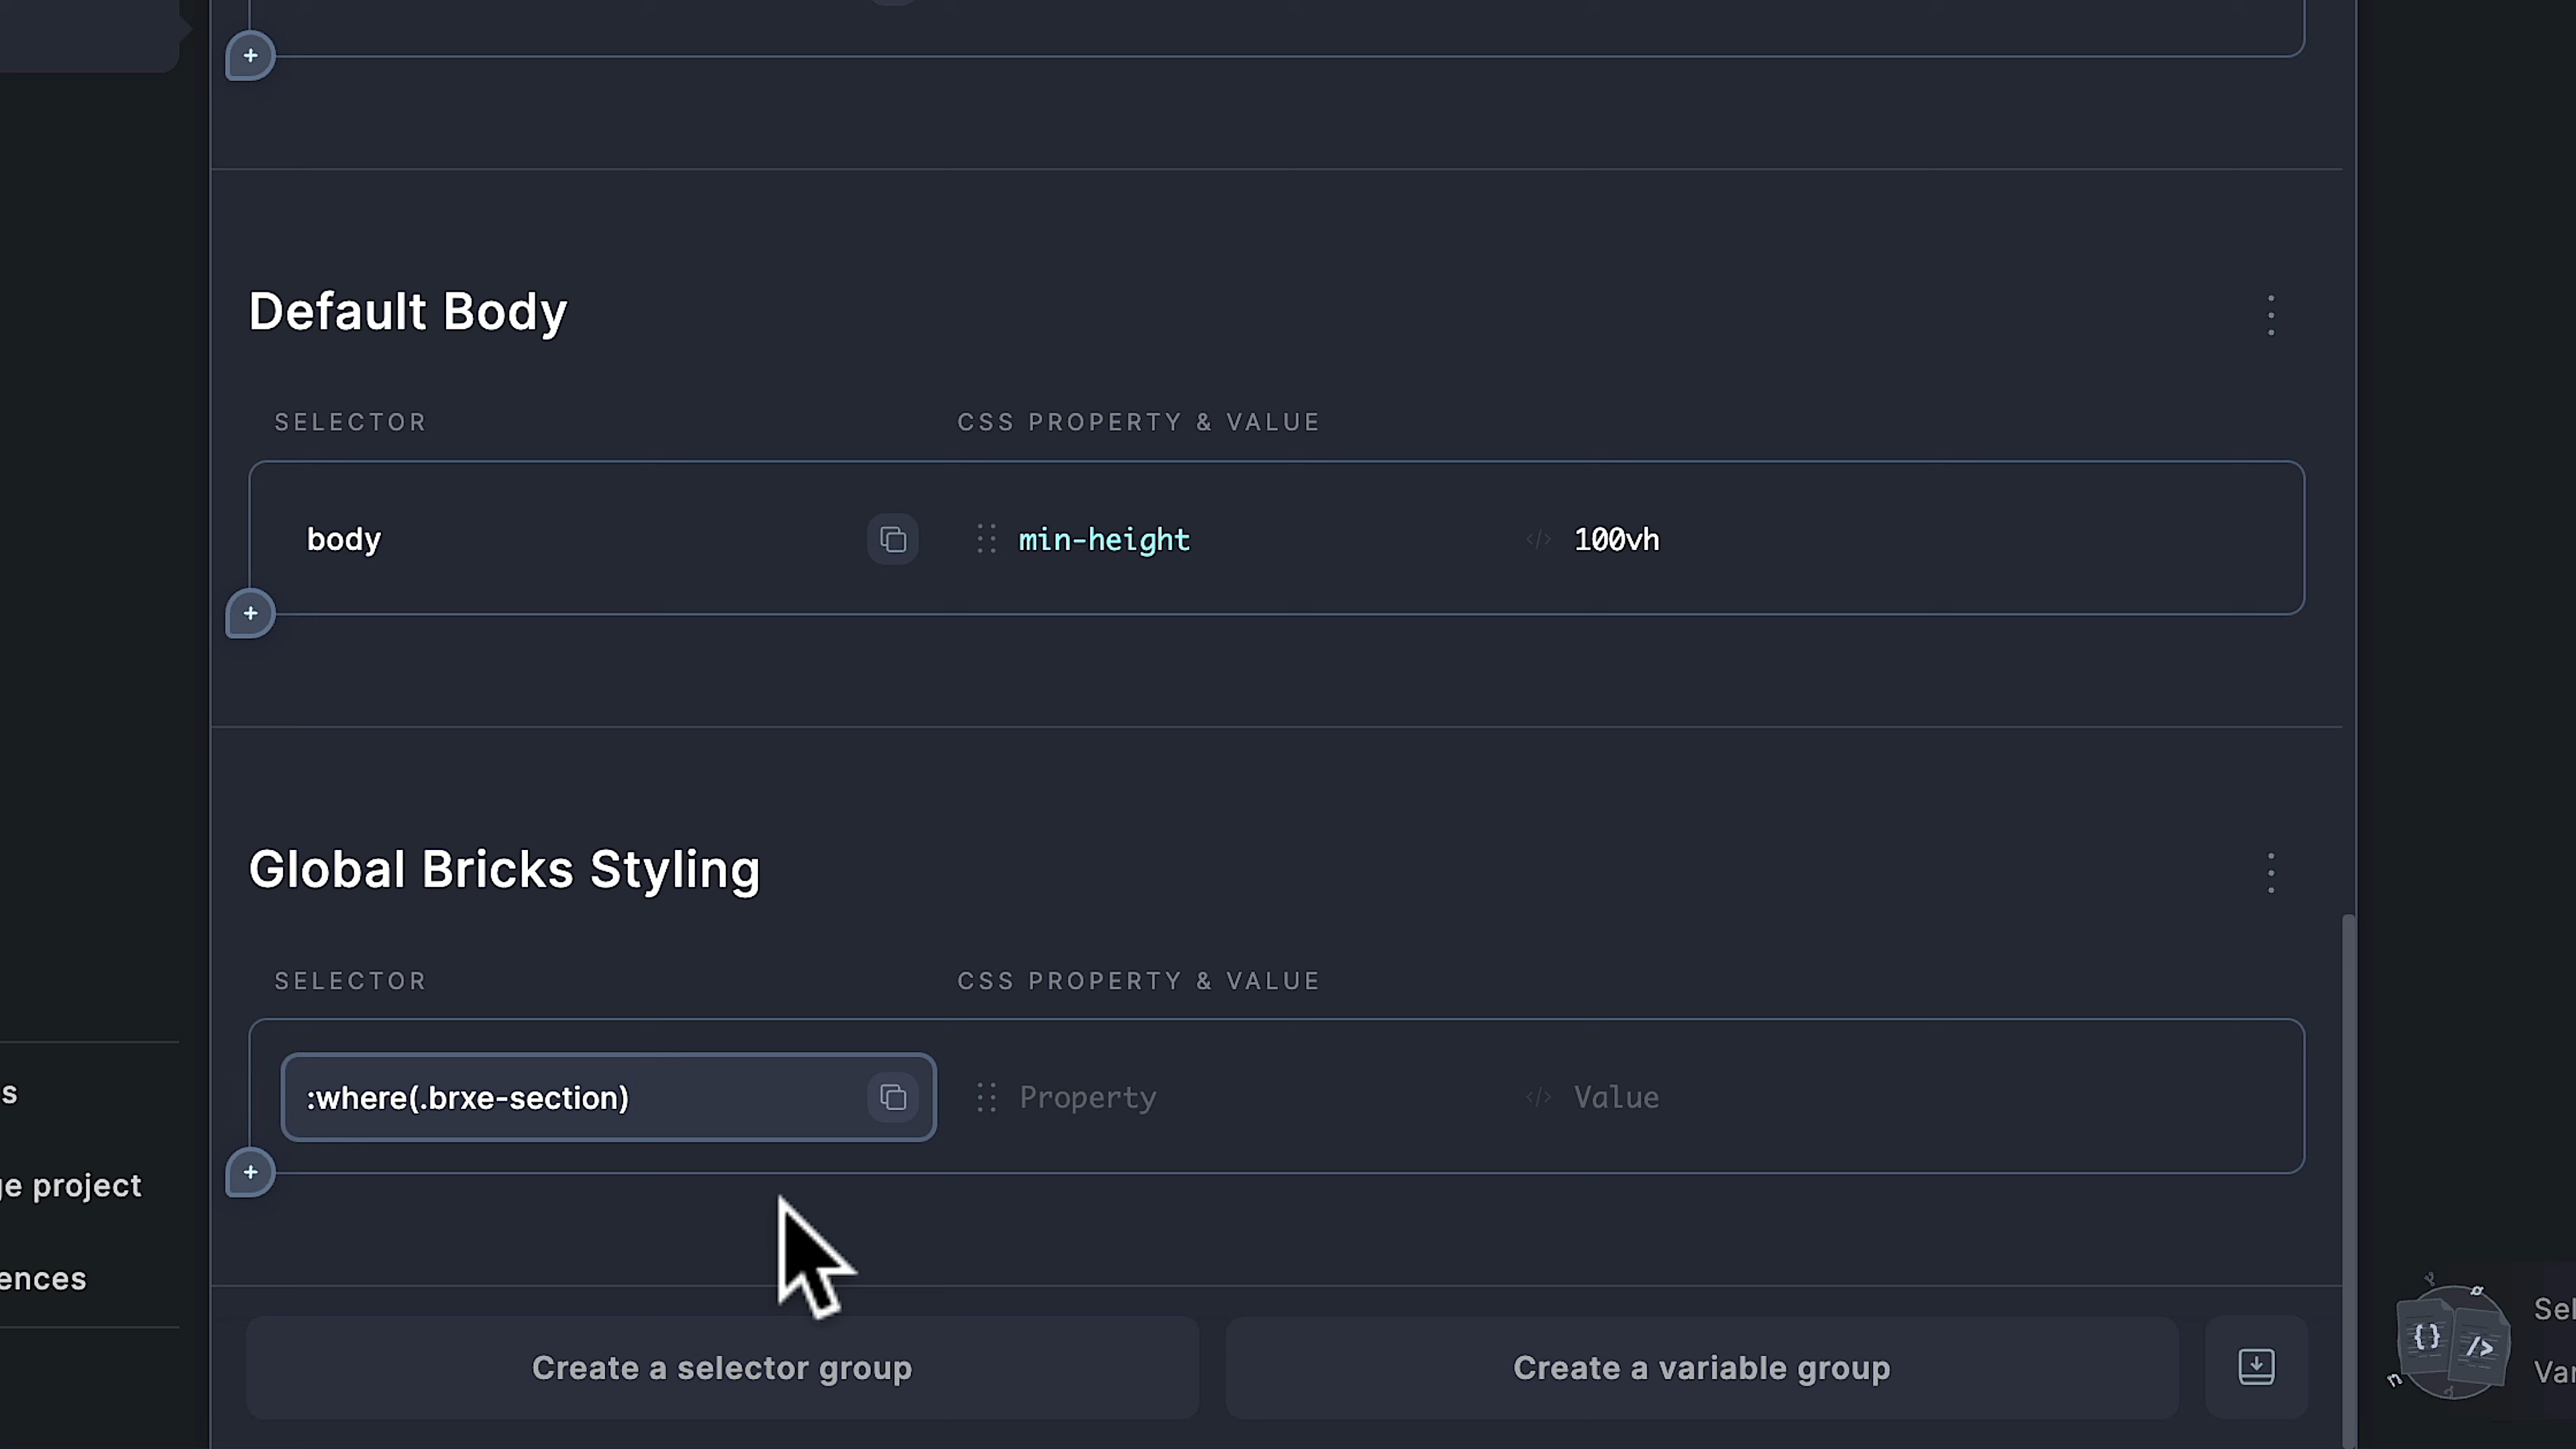 +
Default Body
SELECTOR
CSS PROPERTY & VALUE
body
min-height
</> 100vh
+
Global Bricks Styling
SELECTOR
CSS PROPERTY & VALUE
:where(.brxe-section)
Property
</> Value
+
s
ge project
ences
Create a selector group
Create a variable group
{} </>
Sel
Var